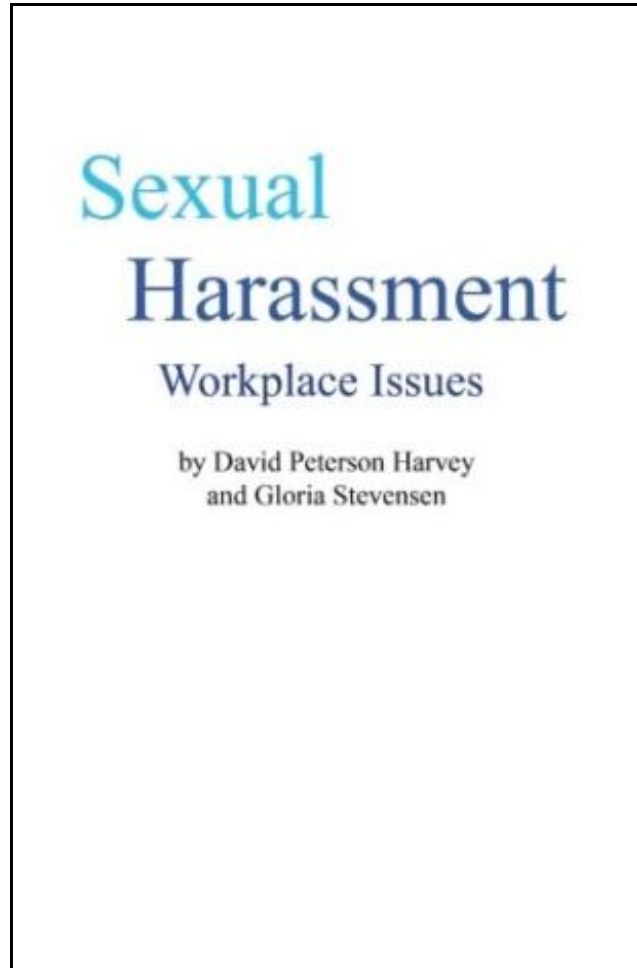 Sexual
Harassment
Workplace Issues
by David Peterson Harvey
and Gloria Stevensen